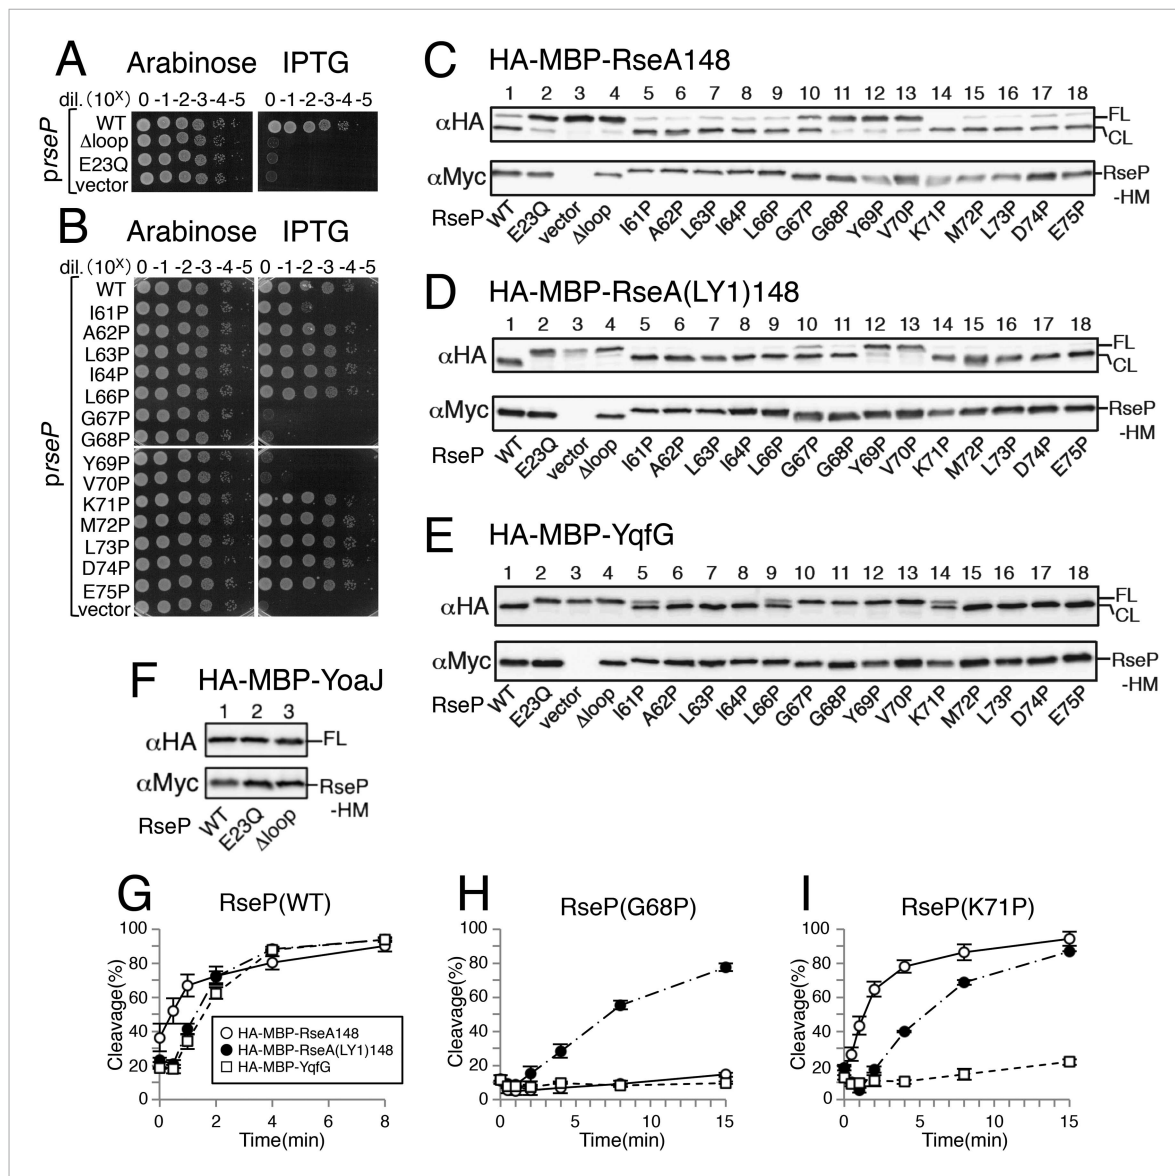 A
Arabinose IPTG
dil.(10x) 0 -1 -2 -3 -4 -5 0 -1 -2 -3 -4 -5
prseP
WT
Δloop
E23Q
vector
B
Arabinose IPTG
dil.(10x) 0 -1 -2 -3 -4 -5 0 -1 -2 -3 -4 -5
prseP
WT
I61P
A62P
L63P
I64P
L66P
G67P
G68P
Y69P
V70P
K71P
M72P
L73P
D74P
E75P
vector
C HA-MBP-RseA148
1 2 3 4 5 6 7 8 9 10 11 12 13 14 15 16 17 18
αHA FL
CL
αMyc RseP
-HM
RseP WT E23Q vector Δloop I61P A62P L63P I64P L66P G67P G68P Y69P V70P K71P M72P L73P D74P E75P
D HA-MBP-RseA(LY1)148
1 2 3 4 5 6 7 8 9 10 11 12 13 14 15 16 17 18
αHA FL
CL
αMyc RseP
-HM
RseP WT E23Q vector Δloop I61P A62P L63P I64P L66P G67P G68P Y69P V70P K71P M72P L73P D74P E75P
E HA-MBP-YqfG
1 2 3 4 5 6 7 8 9 10 11 12 13 14 15 16 17 18
αHA FL
CL
αMyc RseP
-HM
RseP WT E23Q vector Δloop I61P A62P L63P I64P L66P G67P G68P Y69P V70P K71P M72P L73P D74P E75P
F HA-MBP-YoaJ
1 2 3
αHA FL
αMyc RseP
-HM
RseP WT E23Q Δloop
G RseP(WT)
Cleavage(%)
100
80
60
40
20
0
0 2 4 6 8
Time(min)
HA-MBP-RseA148
HA-MBP-RseA(LY1)148
HA-MBP-YqfG
H RseP(G68P)
Cleavage(%)
100
80
60
40
20
0
0 5 10 15
Time(min)
I RseP(K71P)
Cleavage(%)
100
80
60
40
20
0
0 5 10 15
Time(min)